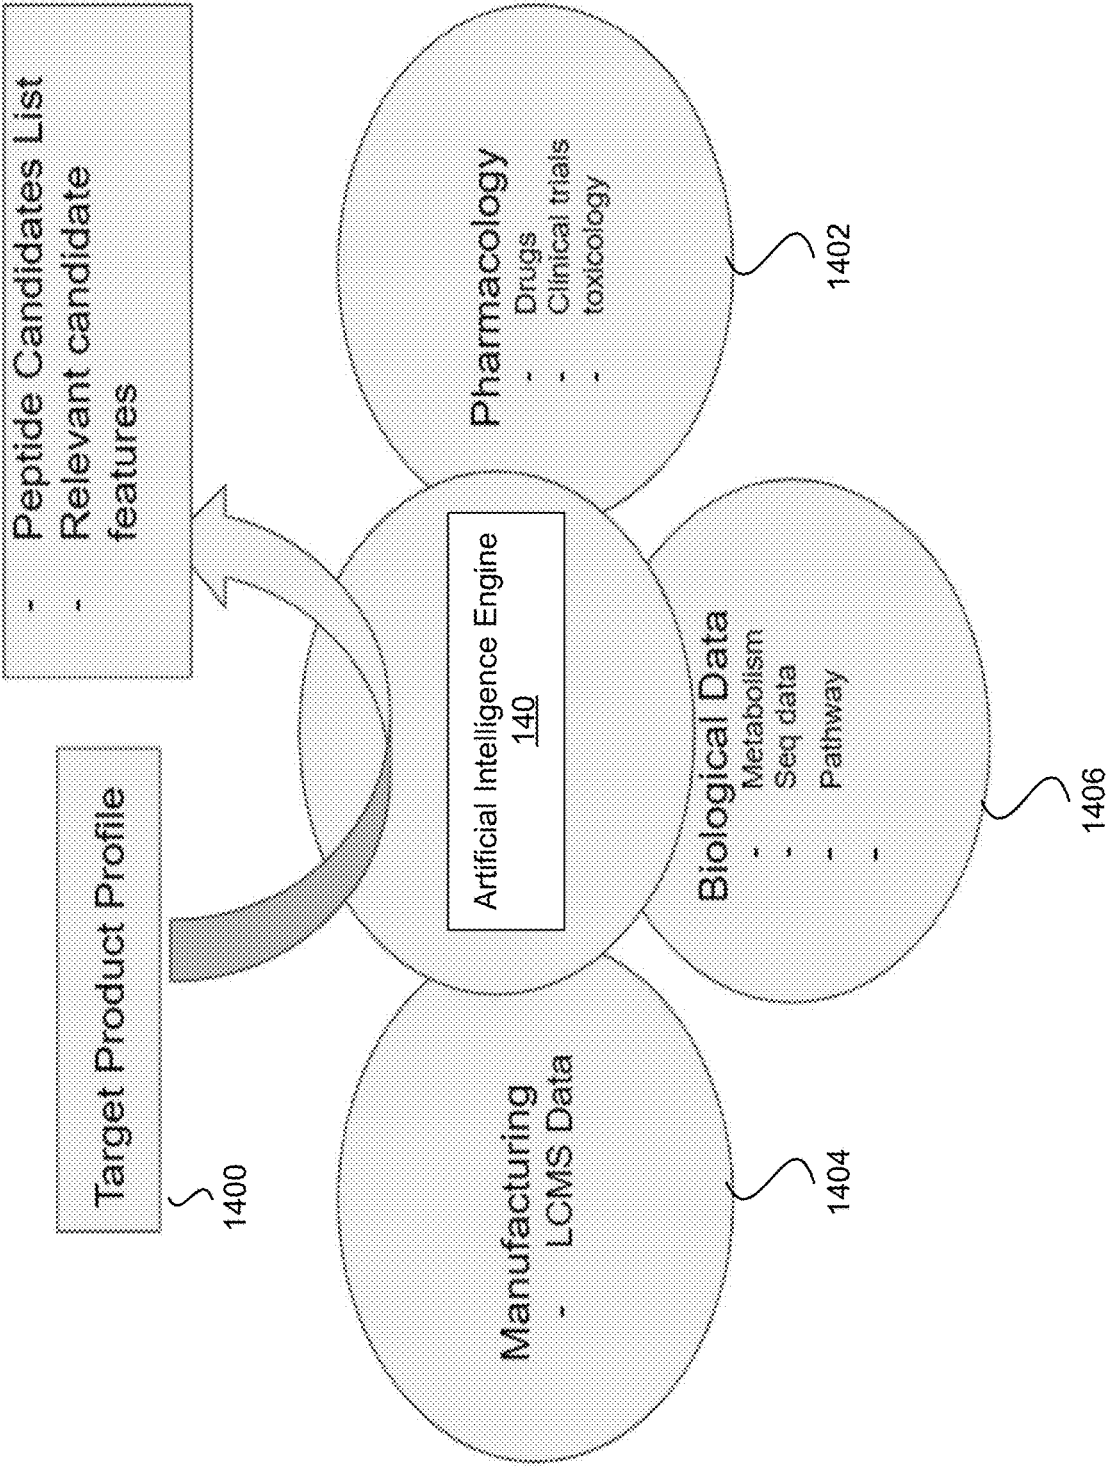 Target Product Profile
1400
- Peptide Candidates List
- Relevant candidate
features
Artificial Intelligence Engine
140
Manufacturing
- LCMS Data
1404
Biological Data
- Metabolism
- Seq data
- Pathway
-
1406
Pharmacology
- Drugs
- Clinical trials
- toxicology
1402